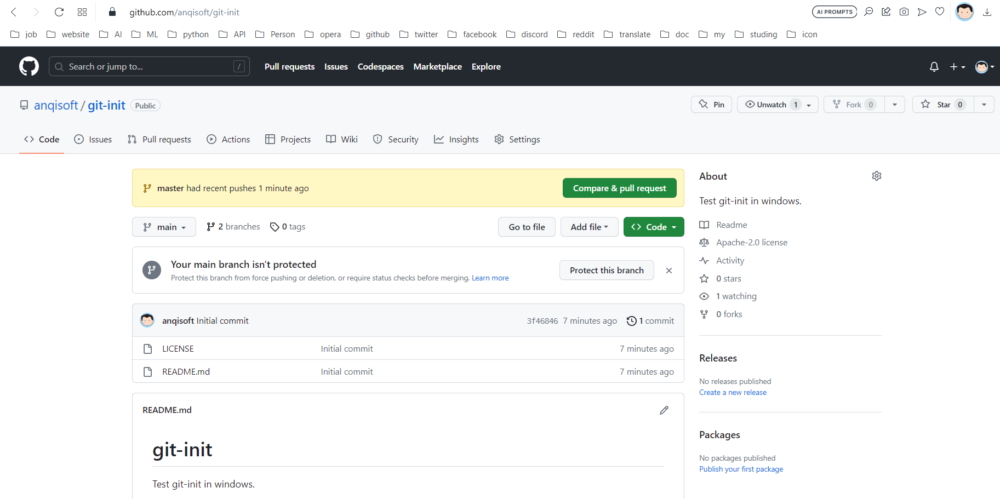 github.com/anqisoft/git-init
AI PROMPTS
job website AI ML python API Person opera github twitter facebook discord reddit translate doc my studing icon
Search or jump to... /
Pull requests Issues Codespaces Marketplace Explore
anqisoft / git-init Public
Pin Unwatch 1 Fork 0 Star 0
Code Issues Pull requests Actions Projects Wiki Security Insights Settings
master had recent pushes 1 minute ago
Compare & pull request
main 2 branches 0 tags
Go to file Add file Code
Your main branch isn't protected
Protect this branch from force pushing or deletion, or require status checks before merging. Learn more
Protect this branch
anqisoft Initial commit 3f46846 7 minutes ago 1 commit
LICENSE Initial commit 7 minutes ago
README.md Initial commit 7 minutes ago
README.md
git-init
Test git-init in windows.
About
Test git-init in windows.
Readme
Apache-2.0 license
Activity
0 stars
1 watching
0 forks
Releases
No releases published
Create a new release
Packages
No packages published
Publish your first package